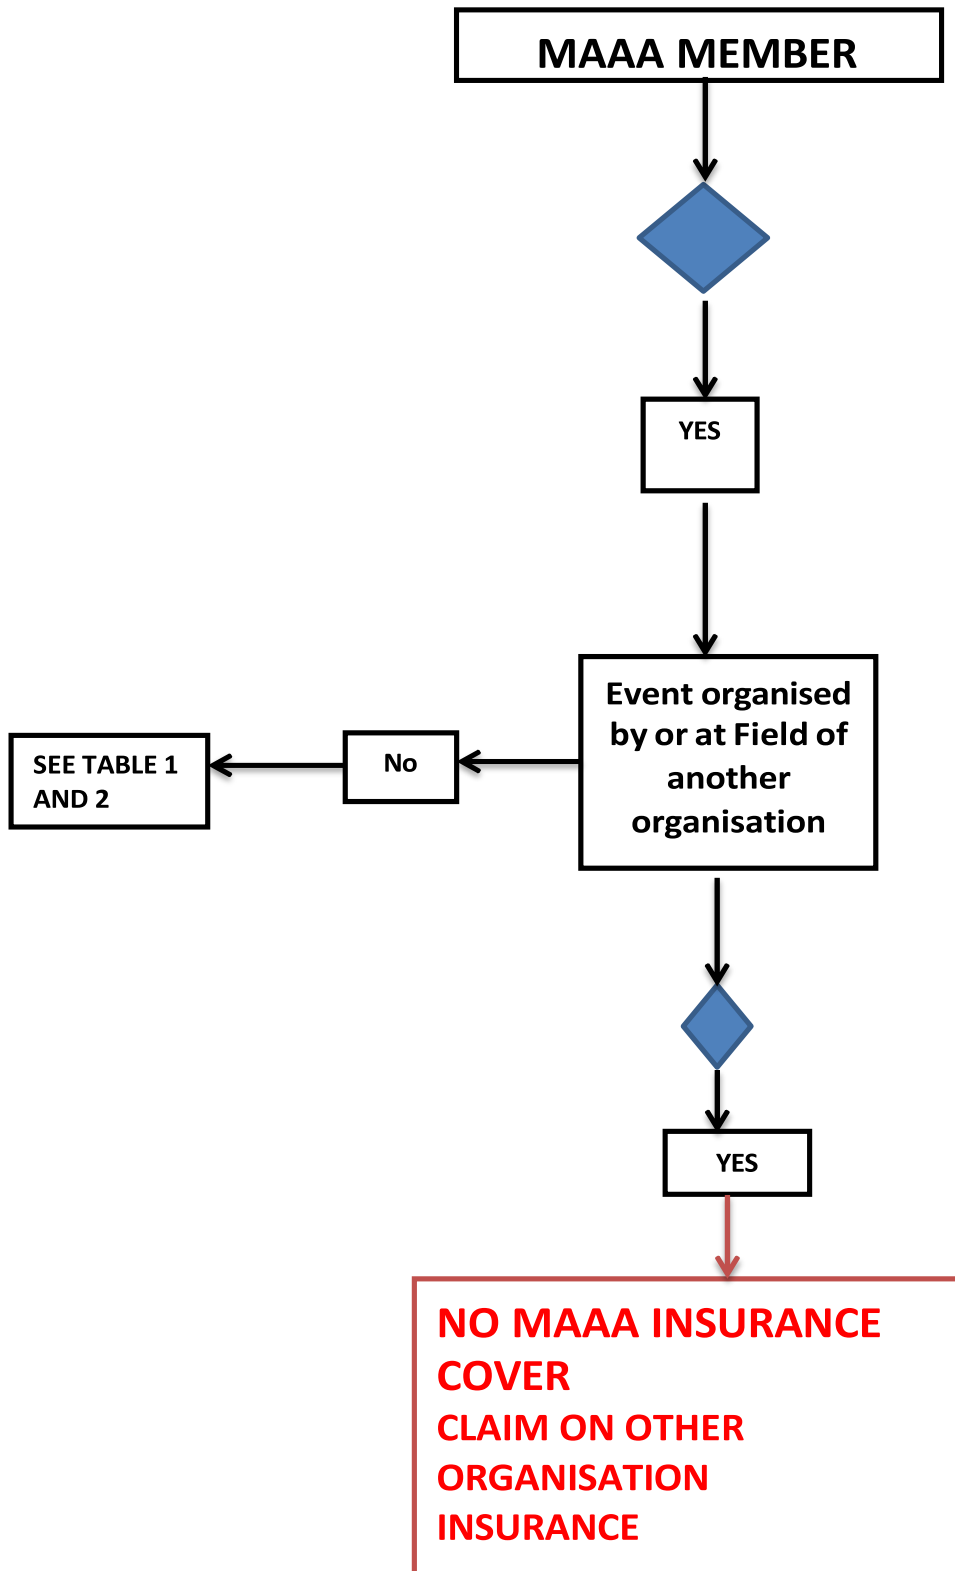 MAAA MEMBER
YES
Event organised
by or at Field of
another
organisation
No
SEE TABLE 1
AND 2
YES
NO MAAA INSURANCE
COVER
CLAIM ON OTHER
ORGANISATION
INSURANCE